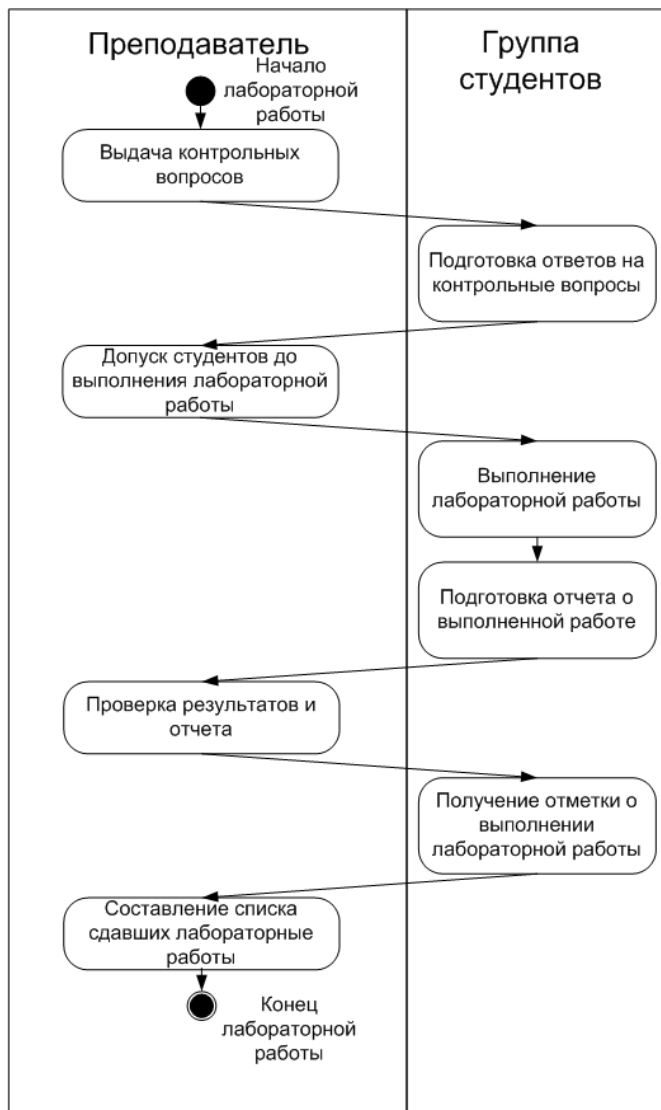 Преподаватель
Группа
студентов
Начало
лабораторной
работы
Выдача контрольных
вопросов
Подготовка ответов на
контрольные вопросы
Допуск студентов до
выполнения лабораторной
работы
Выполнение
лабораторной работы
Подготовка отчета о
выполненной работе
Проверка результатов и
отчета
Получение отметки о
выполнении
лабораторной работы
Составление списка
сдавших лабораторные
работы
Конец
лабораторной
работы